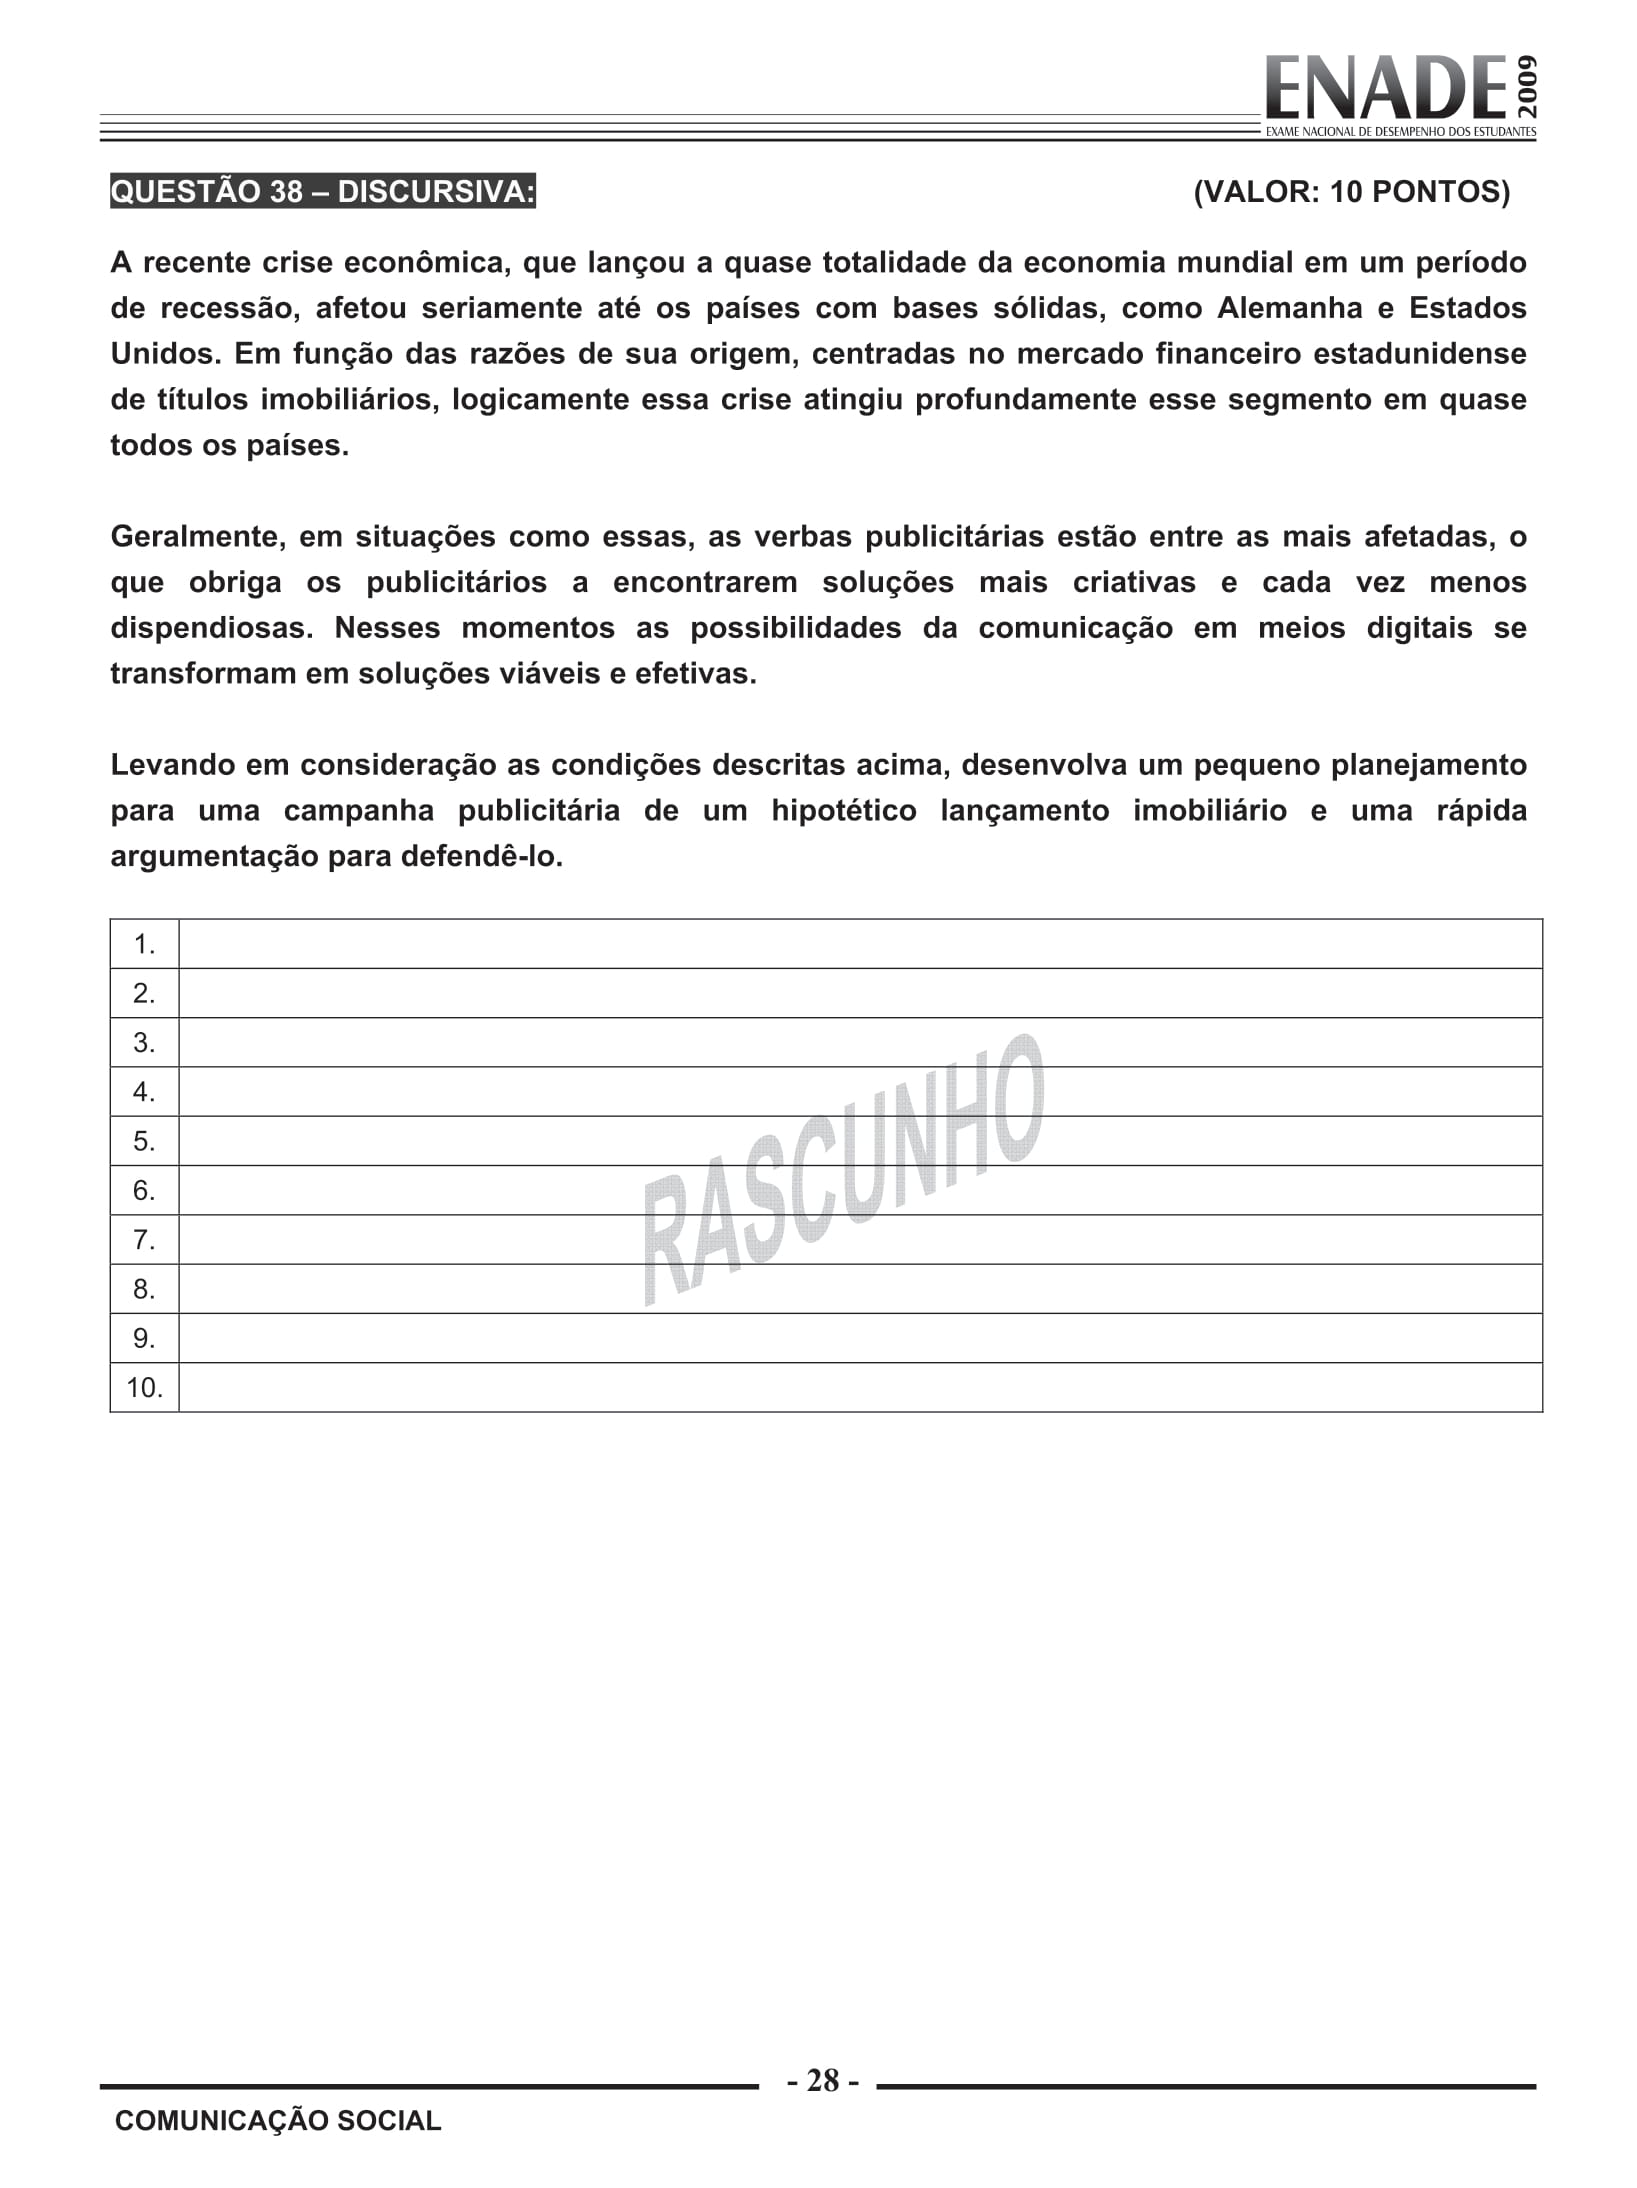 ENADE 2009
EXAME NACIONAL DE DESEMPENHO DOS ESTUDANTES
QUESTÃO 38 – DISCURSIVA: (VALOR: 10 PONTOS)
A recente crise econômica, que lançou a quase totalidade da economia mundial em um período
de recessão, afetou seriamente até os países com bases sólidas, como Alemanha e Estados
Unidos. Em função das razões de sua origem, centradas no mercado financeiro estadunidense
de títulos imobiliários, logicamente essa crise atingiu profundamente esse segmento em quase
todos os países.
Geralmente, em situações como essas, as verbas publicitárias estão entre as mais afetadas, o
que obriga os publicitários a encontrarem soluções mais criativas e cada vez menos
dispendiosas. Nesses momentos as possibilidades da comunicação em meios digitais se
transformam em soluções viáveis e efetivas.
Levando em consideração as condições descritas acima, desenvolva um pequeno planejamento
para uma campanha publicitária de um hipotético lançamento imobiliário e uma rápida
argumentação para defendê-lo.
1.
2.
3.
4.
5.
6.
7.
8.
9.
10.
RASCUNHO
- 28 -
COMUNICAÇÃO SOCIAL